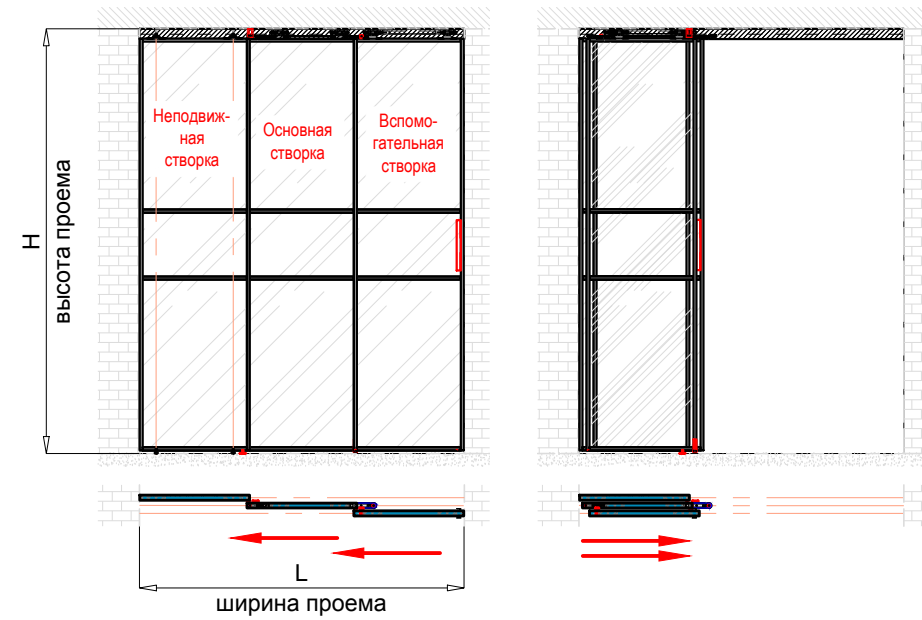 Неподвиж-
ная
створка
Основная
створка
Вспомо-
гательная
створка
H
высота проема
L
ширина проема